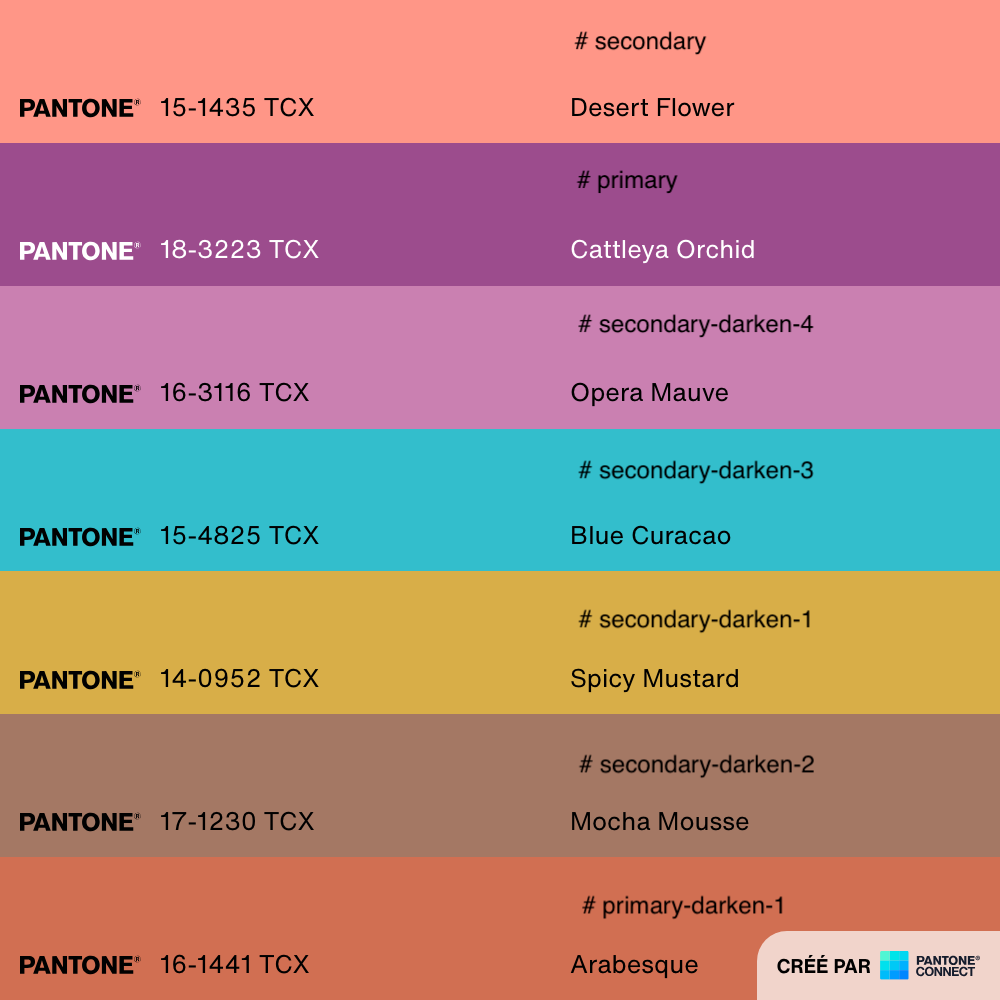 # secondary
PANTONE® 15-1435 TCX Desert Flower
# primary
PANTONE® 18-3223 TCX Cattleya Orchid
# secondary-darken-4
PANTONE® 16-3116 TCX Opera Mauve
# secondary-darken-3
PANTONE® 15-4825 TCX Blue Curacao
# secondary-darken-1
PANTONE® 14-0952 TCX Spicy Mustard
# secondary-darken-2
PANTONE® 17-1230 TCX Mocha Mousse
# primary-darken-1
PANTONE® 16-1441 TCX Arabesque
CRÉÉ PAR PANTONE®
CONNECT